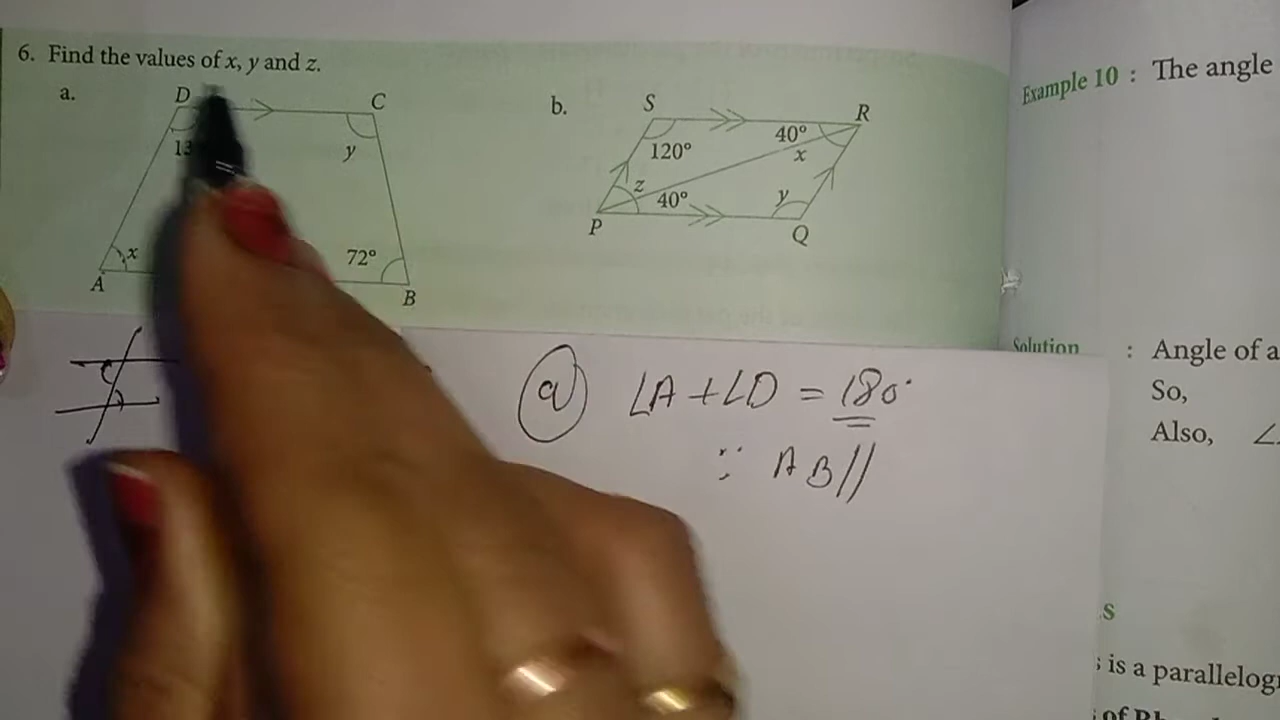 6. Find the values of x, y and z.
a.
D
C
y
x
72°
A
B
b.
S
R
40°
120°
x
z
40°
y
P
Q
a ∠A + ∠D = 180°
∵ AB//
Example 10 : The angle
Solution : Angle of a
So,
Also, ∠
s
is a parallelog